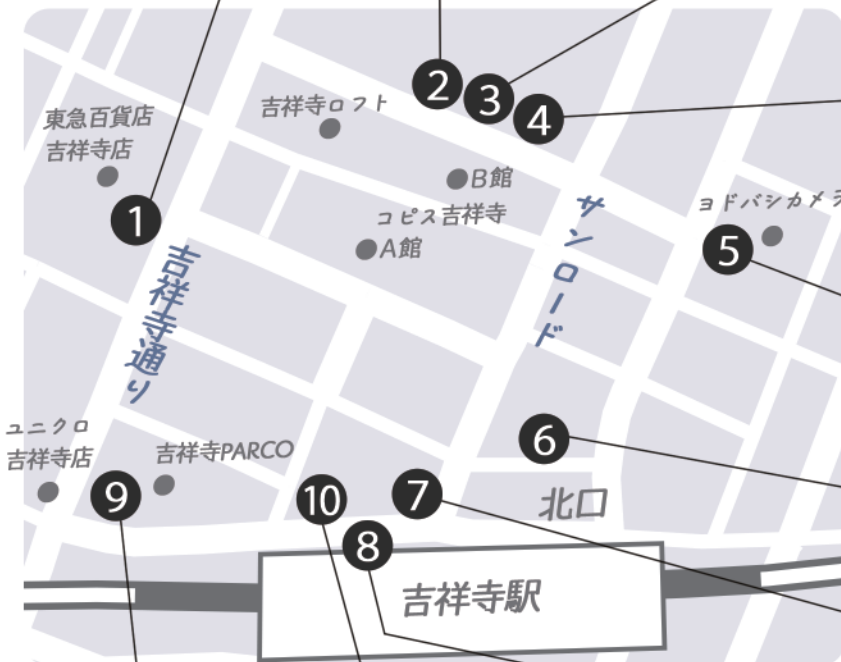 2
3
4
吉祥寺ロフト
東急百貨店
吉祥寺店
B館
1
コピス吉祥寺
A館
サンロード
ヨドバシカメラ
5
吉祥寺通り
ユニクロ
吉祥寺店
吉祥寺PARCO
6
9
10
7
北口
8
吉祥寺駅